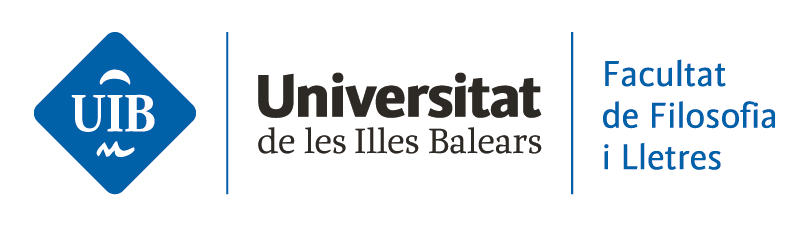 UIB
Universitat
de les Illes Balears
Facultat
de Filosofia
i Lletres